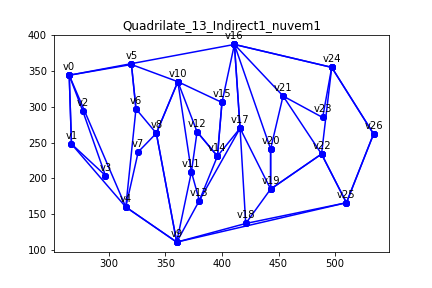 Quadrilate_13_Indirect1_nuvem1
400
350
300
250
200
150
100
300
350
400
450
500
v0
v1
v2
v3
v4
v5
v6
v7
v8
v9
v10
v11
v12
v13
v14
v15
v16
v17
v18
v19
v20
v21
v22
v23
v24
v25
v26